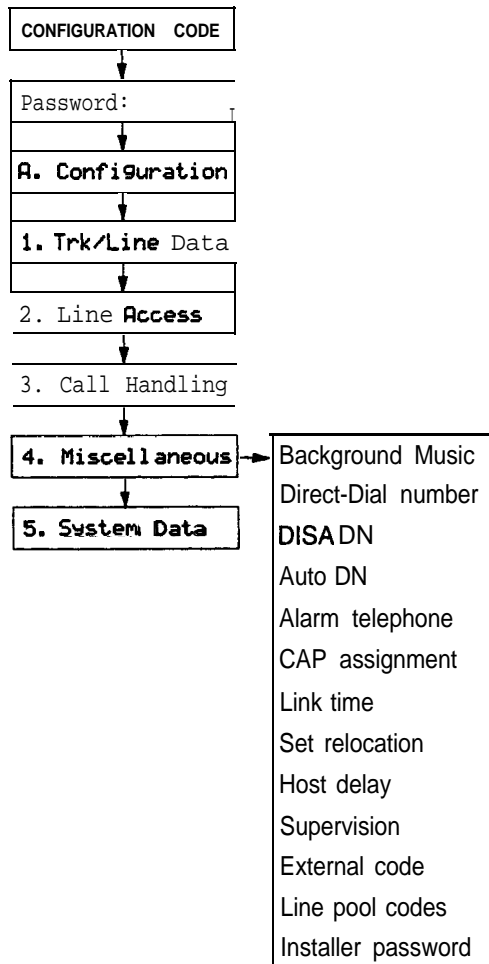 CONFIGURATION CODE
Password:
A. Configuration
1. Trk/Line Data
2. Line Access
3. Call Handling
4. Miscellaneous
5. System Data
Background Music
Direct-Dial number
DISA DN
Auto DN
Alarm telephone
CAP assignment
Link time
Set relocation
Host delay
Supervision
External code
Line pool codes
Installer password